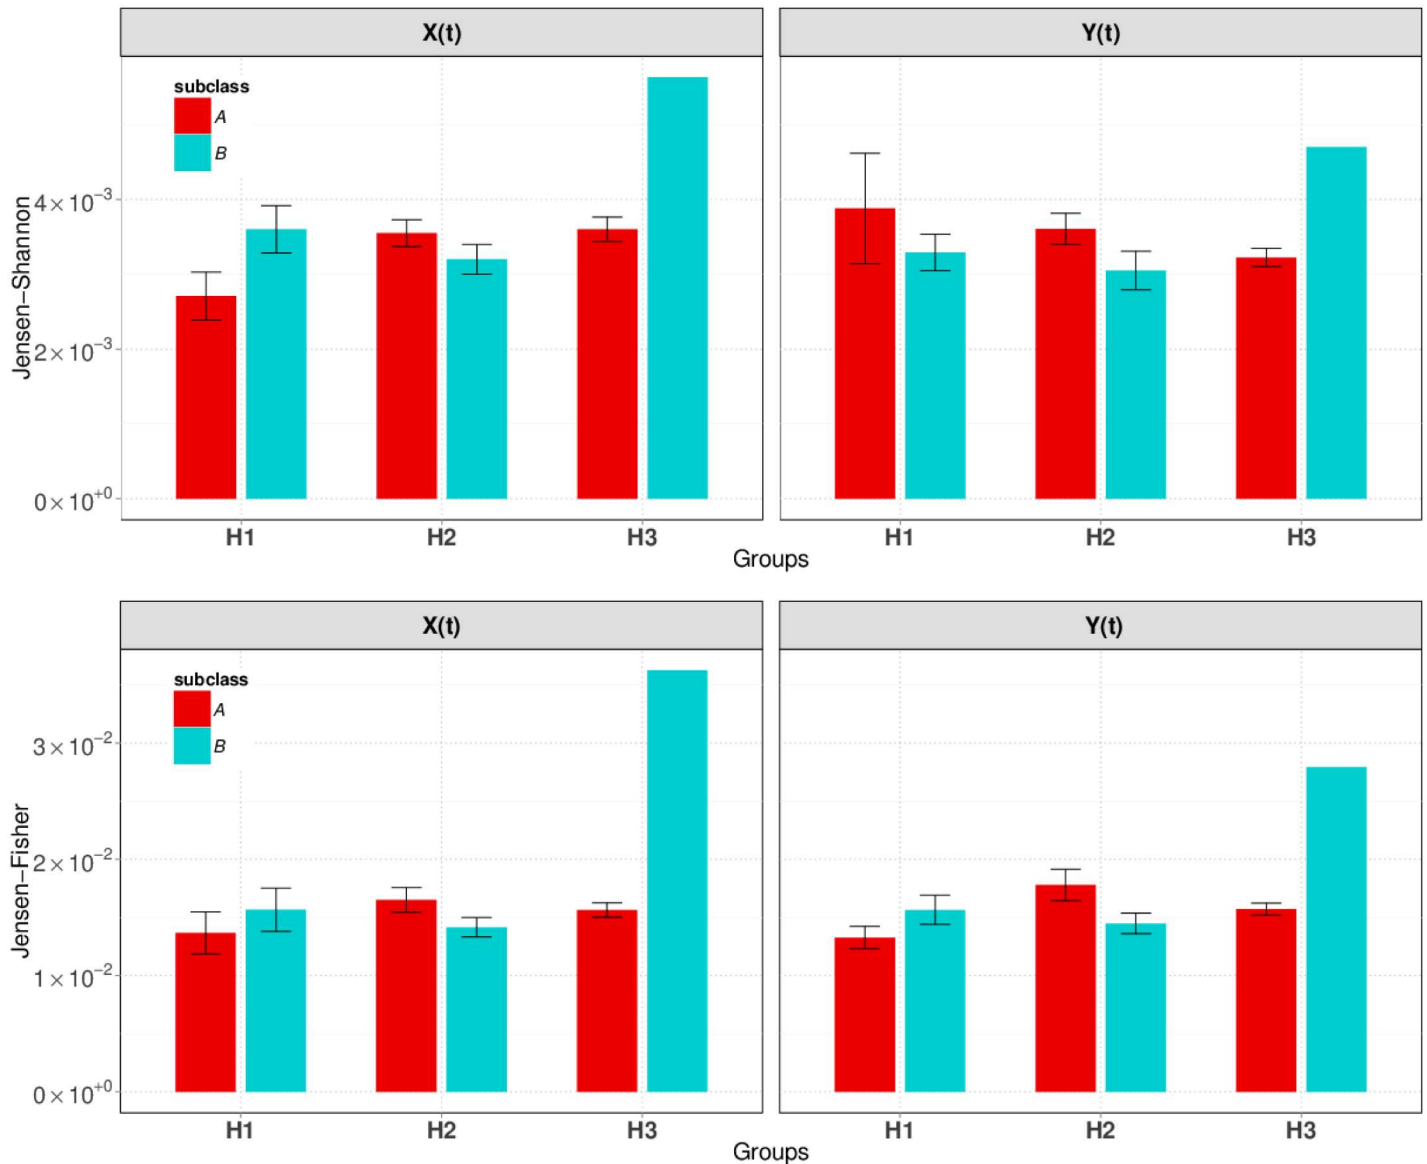 X(t)
Y(t)
subclass
A
B
Jensen−Shannon
4×10−3
2×10−3
0×10+0
H1
H2
H3
H1
H2
H3
Groups
X(t)
Y(t)
subclass
A
B
Jensen−Fisher
3×10−2
2×10−2
1×10−2
0×10+0
H1
H2
H3
H1
H2
H3
Groups